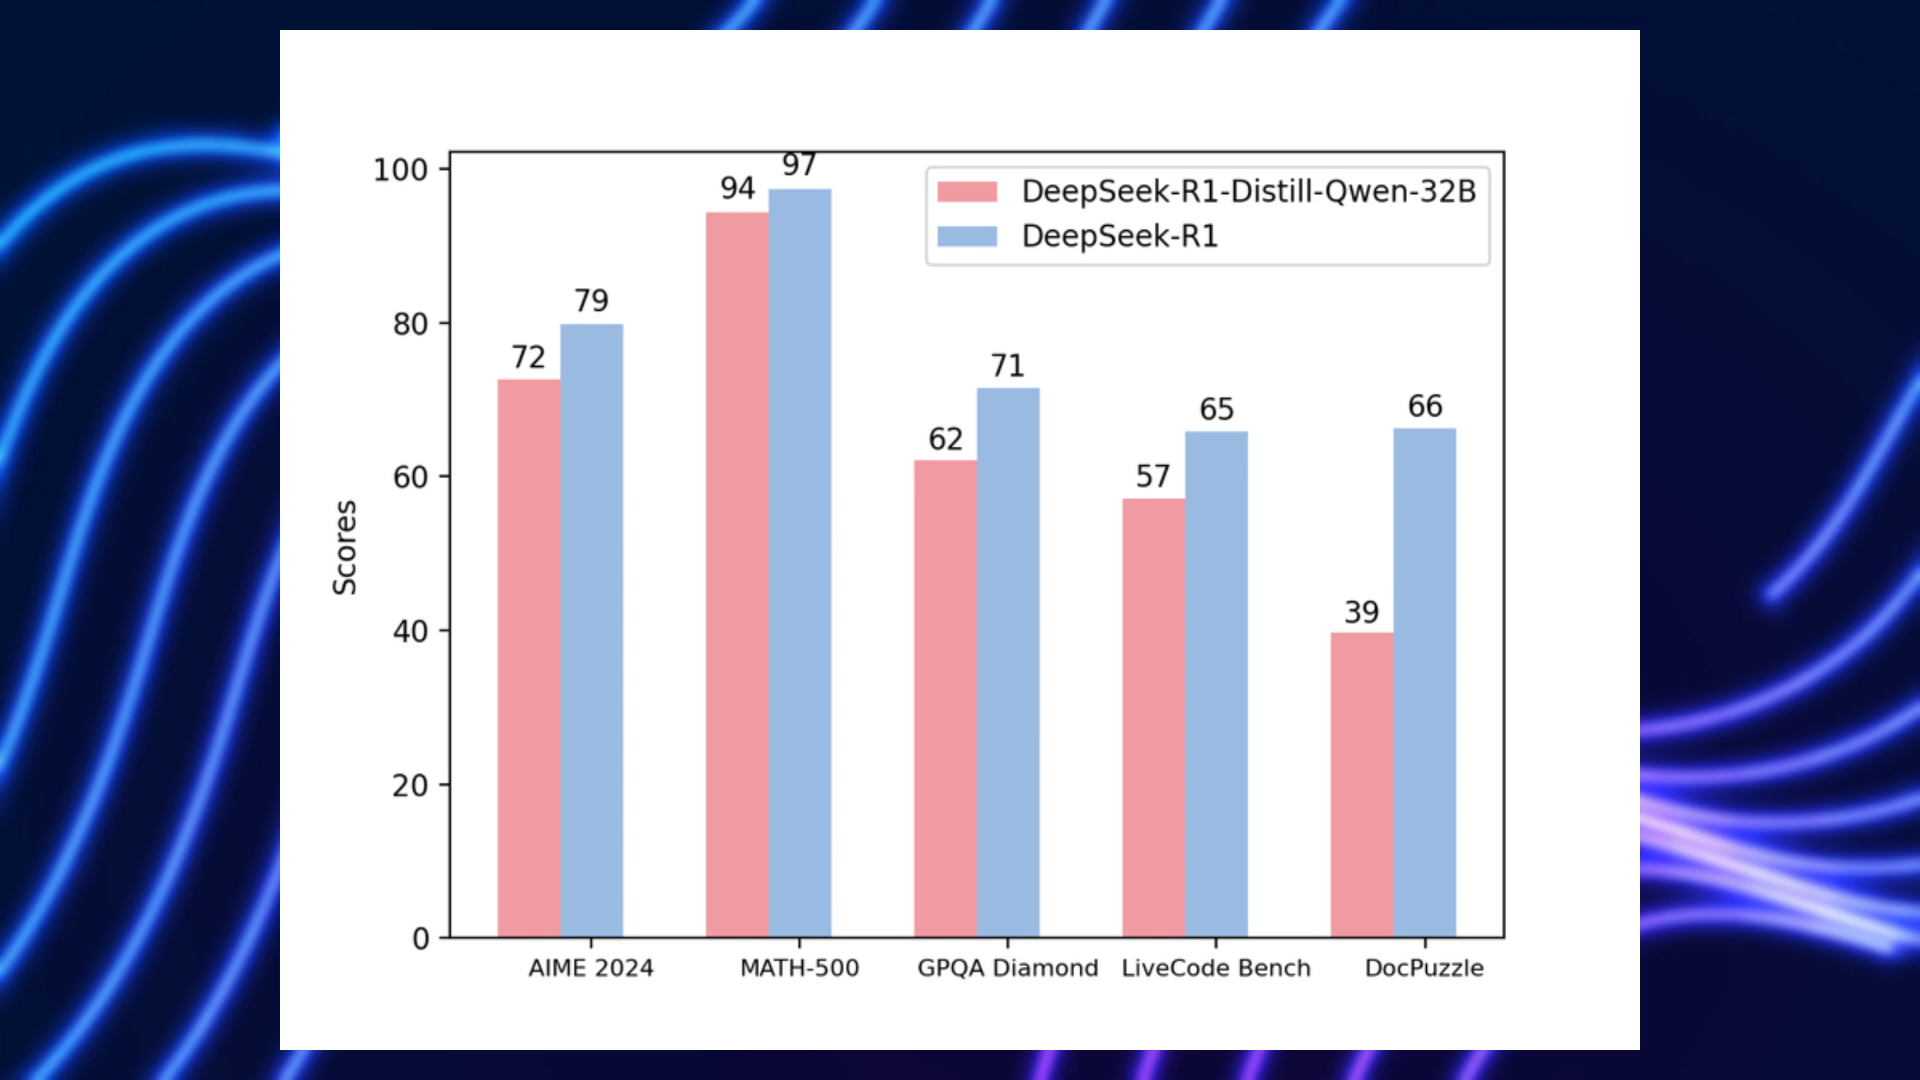 100
80
60
40
20
0
Scores
72
79
94
97
62
71
57
65
39
66
DeepSeek-R1-Distill-Qwen-32B
DeepSeek-R1
AIME 2024
MATH-500
GPQA Diamond
LiveCode Bench
DocPuzzle